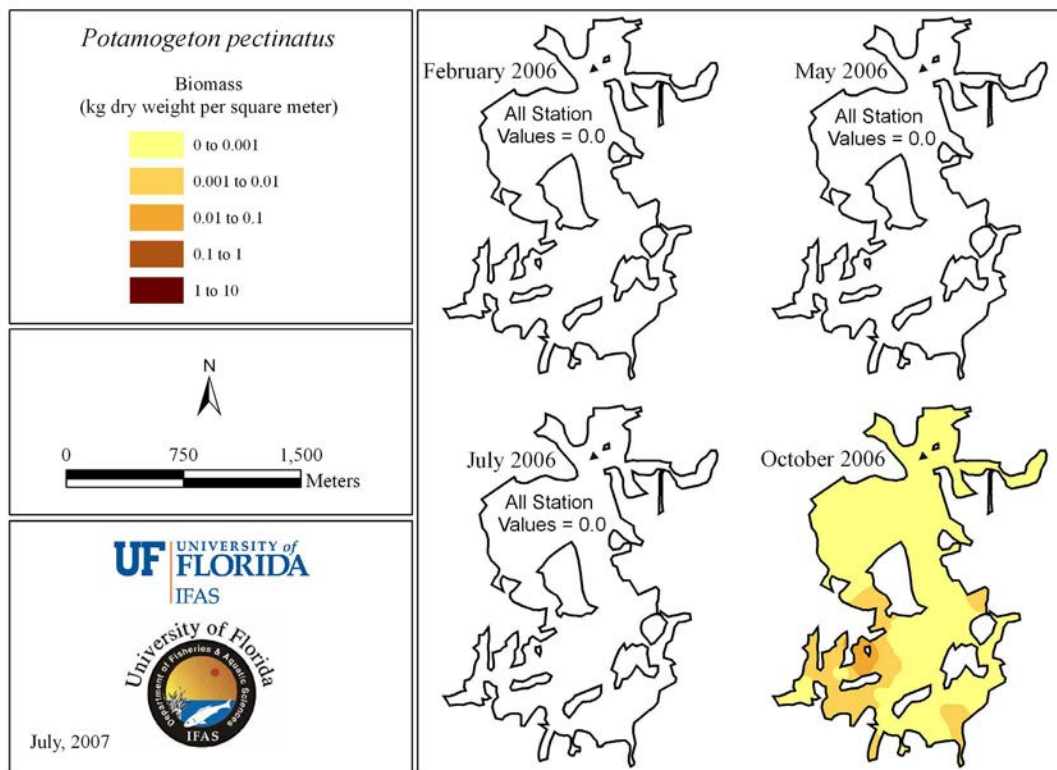 Potamogeton pectinatus
Biomass
(kg dry weight per square meter)
0 to 0.001
0.001 to 0.01
0.01 to 0.1
0.1 to 1
1 to 10
N
0 750 1,500
Meters
UF UNIVERSITY of
FLORIDA
IFAS
University of Florida
Department of Fisheries & Aquatic Sciences
IFAS
July, 2007
February 2006
All Station
Values = 0.0
May 2006
All Station
Values = 0.0
July 2006
All Station
Values = 0.0
October 2006